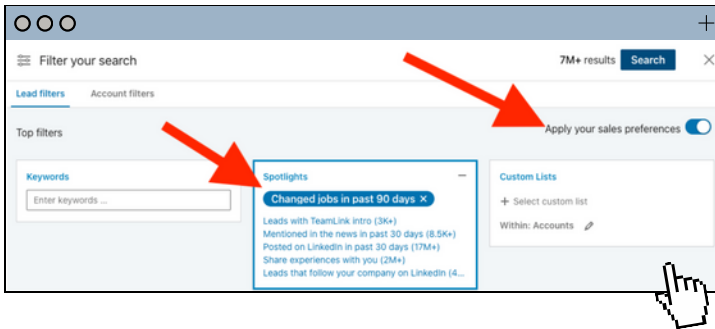 Filter your search
7M+ results Search
Lead filters Account filters
Top filters
Apply your sales preferences
Keywords
Enter keywords ...
Spotlights
Changed jobs in past 90 days ×
Leads with TeamLink intro (3K+)
Mentioned in the news in past 30 days (8.5K+)
Posted on LinkedIn in past 30 days (17M+)
Share experiences with you (2M+)
Leads that follow your company on LinkedIn (4...
Custom Lists
+ Select custom list
Within: Accounts